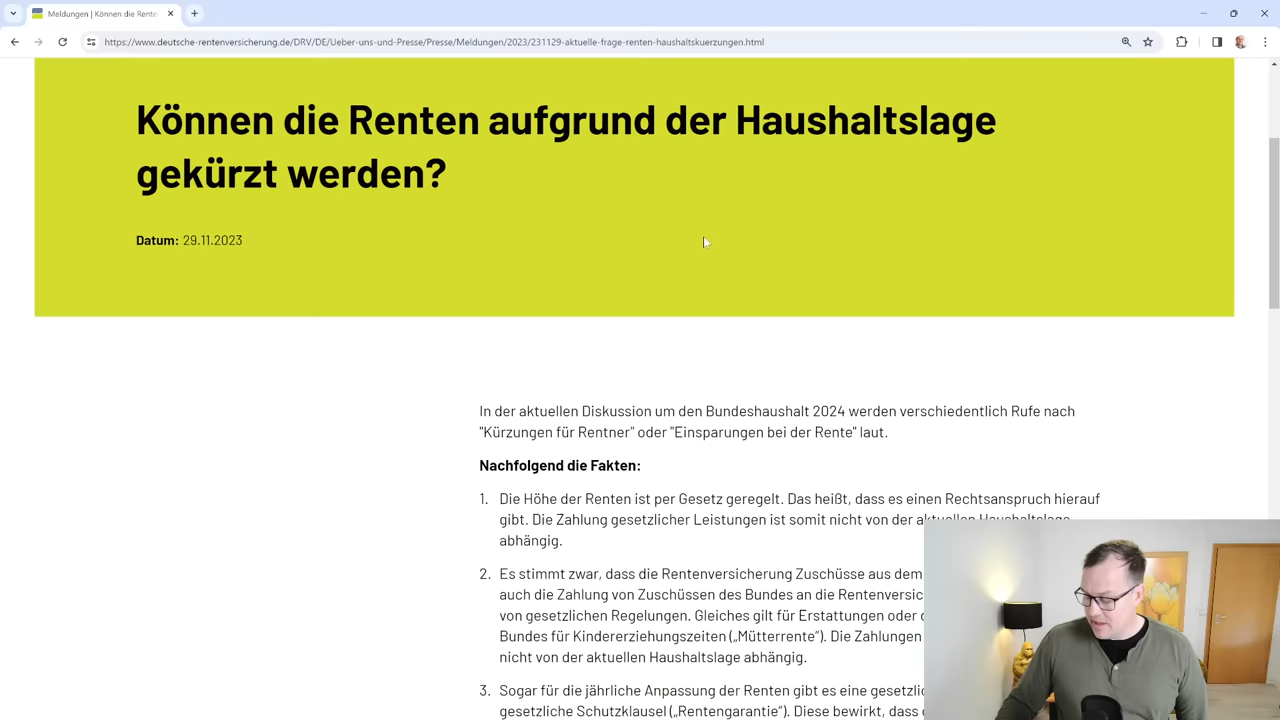 Meldungen | Können die Rente
https://www.deutsche-rentenversicherung.de/DRV/DE/Ueber-uns-und-Presse/Presse/Meldungen/2023/231129-aktuelle-frage-renten-haushaltskuerzungen.html
Können die Renten aufgrund der Haushaltslage
gekürzt werden?
Datum: 29.11.2023
In der aktuellen Diskussion um den Bundeshaushalt 2024 werden verschiedentlich Rufe nach
"Kürzungen für Rentner" oder "Einsparungen bei der Rente" laut.
Nachfolgend die Fakten:
1. Die Höhe der Renten ist per Gesetz geregelt. Das heißt, dass es einen Rechtsanspruch hierauf
gibt. Die Zahlung gesetzlicher Leistungen ist somit nicht von der aktuellen Haushaltslage
abhängig.
2. Es stimmt zwar, dass die Rentenversicherung Zuschüsse aus dem
auch die Zahlung von Zuschüssen des Bundes an die Rentenversic
von gesetzlichen Regelungen. Gleiches gilt für Erstattungen oder
Bundes für Kindererziehungszeiten („Mütterrente“). Die Zahlungen
nicht von der aktuellen Haushaltslage abhängig.
3. Sogar für die jährliche Anpassung der Renten gibt es eine gesetzli
gesetzliche Schutzklausel („Rentengarantie“). Diese bewirkt, dass